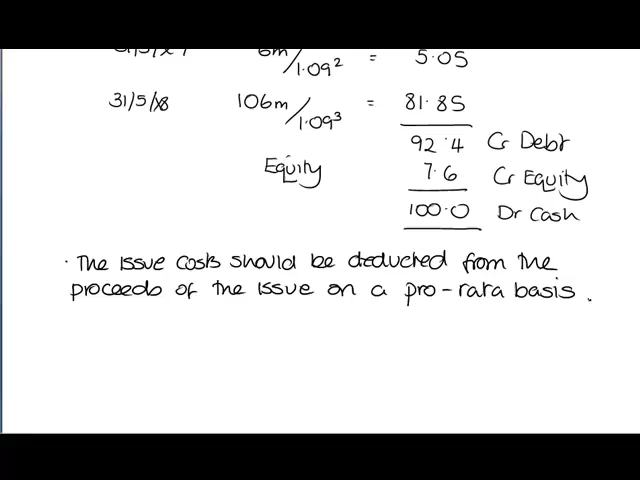 6m/1.09² = 5.05
31/5/x8 106m/1.09³ = 81.85
92.4 Cr Debt
Equity 7.6 Cr Equity
100.0 Dr Cash
· The issue costs should be deducted from the
proceeds of the issue on a pro-rata basis.